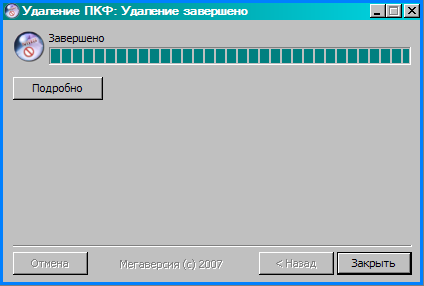 Удаление ПКФ: Удаление завершено
Завершено
Подробно
Отмена
Мегаверсия (c) 2007
< Назад
Закрыть